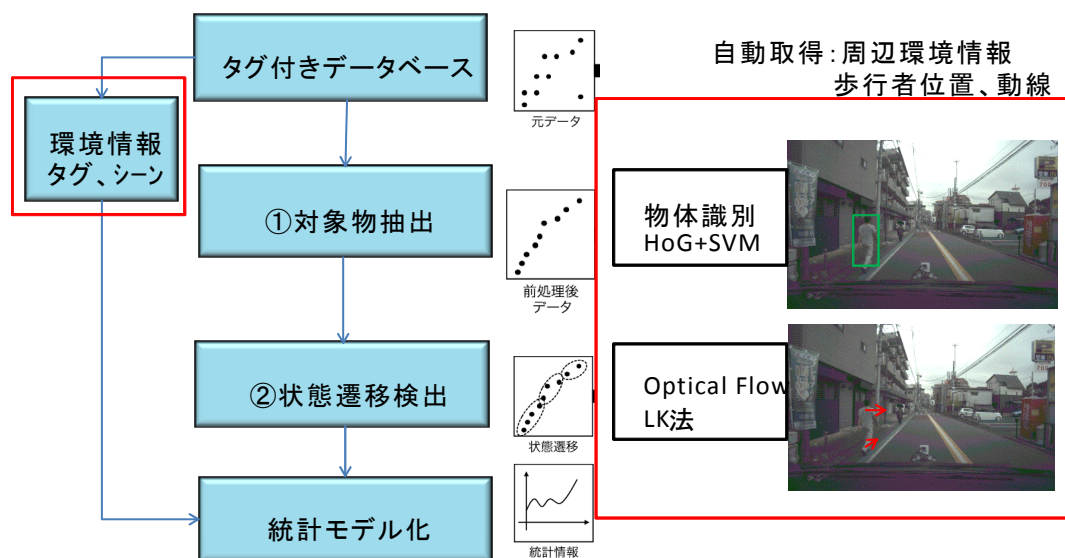 タグ付きデータベース
元データ
自動取得:周辺環境情報
歩行者位置、動線
環境情報
タグ、シーン
①対象物抽出
前処理後
データ
物体識別
HoG+SVM
②状態遷移検出
状態遷移
Optical Flow
LK法
統計モデル化
統計情報